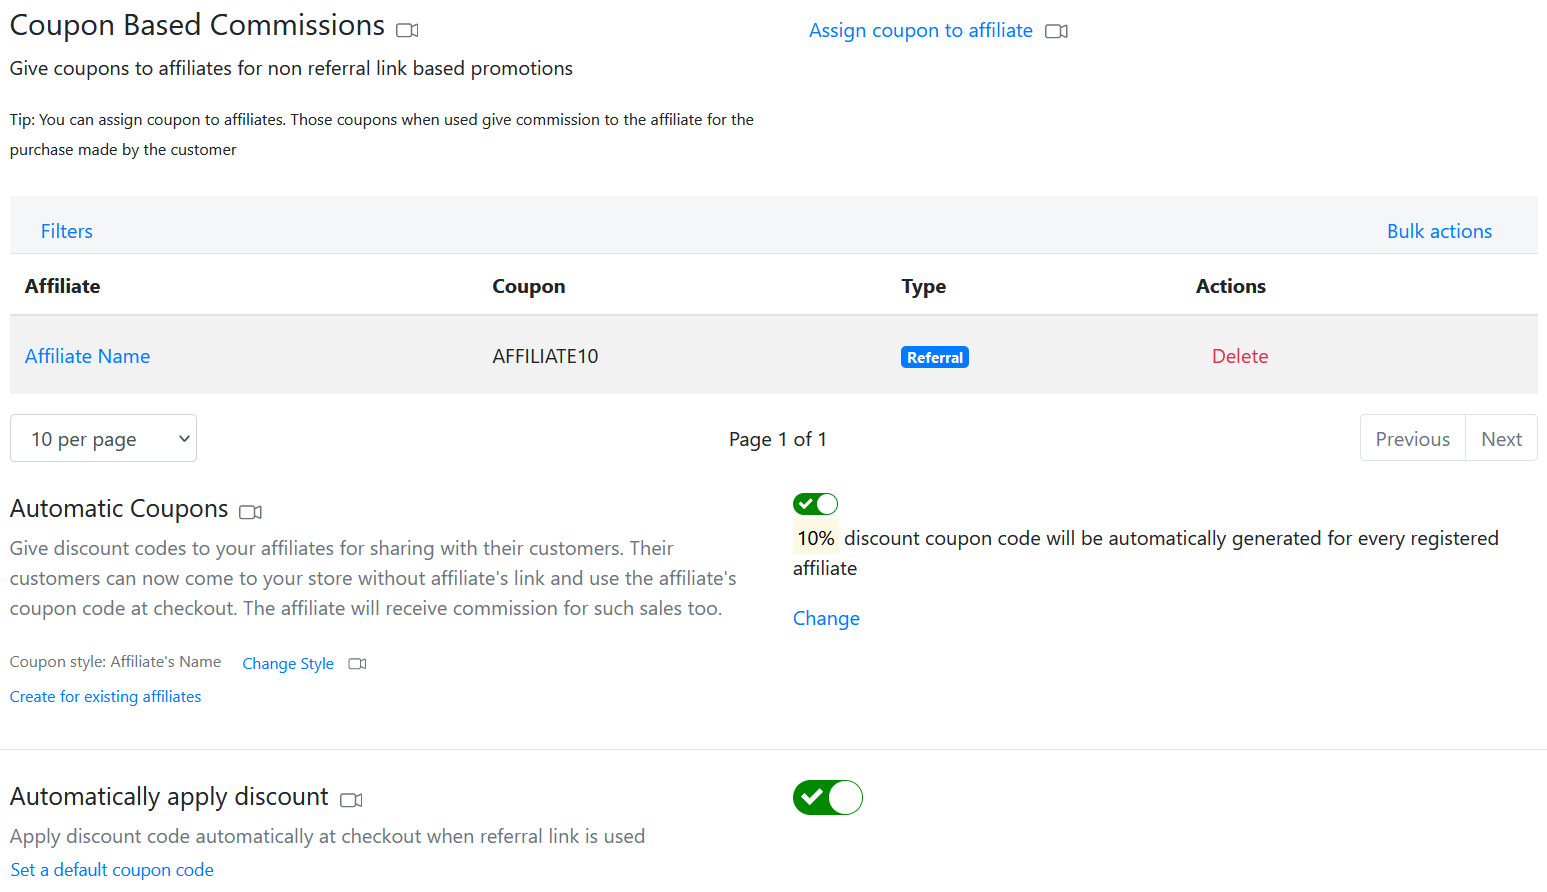 Coupon Based Commissions
Assign coupon to affiliate
Give coupons to affiliates for non referral link based promotions
Tip: You can assign coupon to affiliates. Those coupons when used give commission to the affiliate for the
purchase made by the customer
Filters
Bulk actions
Affiliate Coupon Type Actions
Affiliate Name AFFILIATE10 Referral Delete
10 per page
Page 1 of 1
Previous Next
Automatic Coupons
Give discount codes to your affiliates for sharing with their customers. Their
customers can now come to your store without affiliate's link and use the affiliate's
coupon code at checkout. The affiliate will receive commission for such sales too.
Coupon style: Affiliate's Name Change Style
Create for existing affiliates
10% discount coupon code will be automatically generated for every registered
affiliate
Change
Automatically apply discount
Apply discount code automatically at checkout when referral link is used
Set a default coupon code